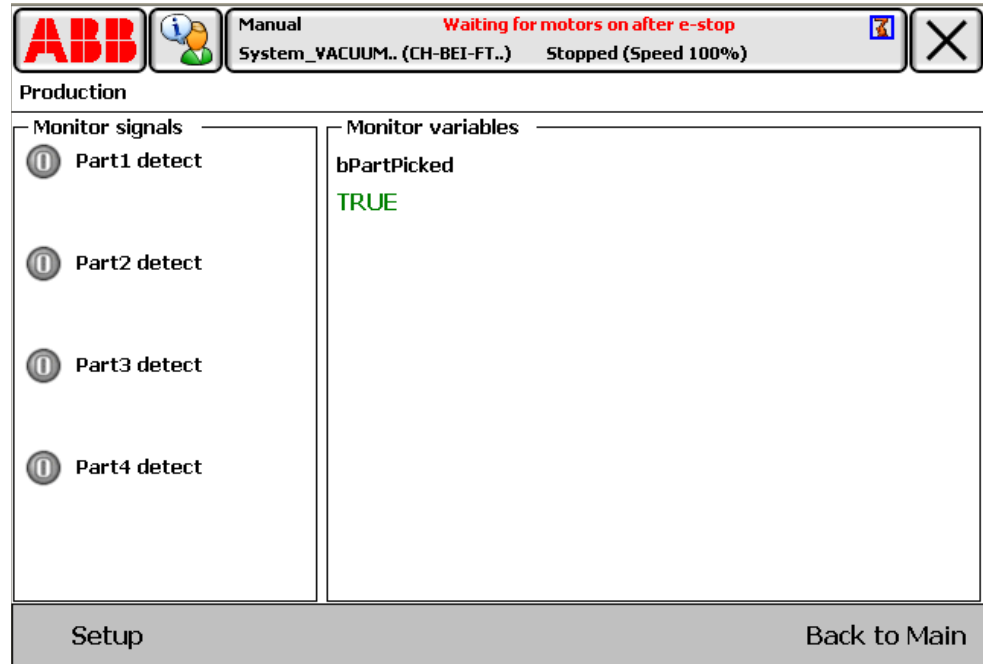 ABB
Manual Waiting for motors on after e-stop
System_VACUUM.. (CH-BEI-FT..) Stopped (Speed 100%)
Production
Monitor signals
Part1 detect
Part2 detect
Part3 detect
Part4 detect
Monitor variables
bPartPicked
TRUE
Setup Back to Main